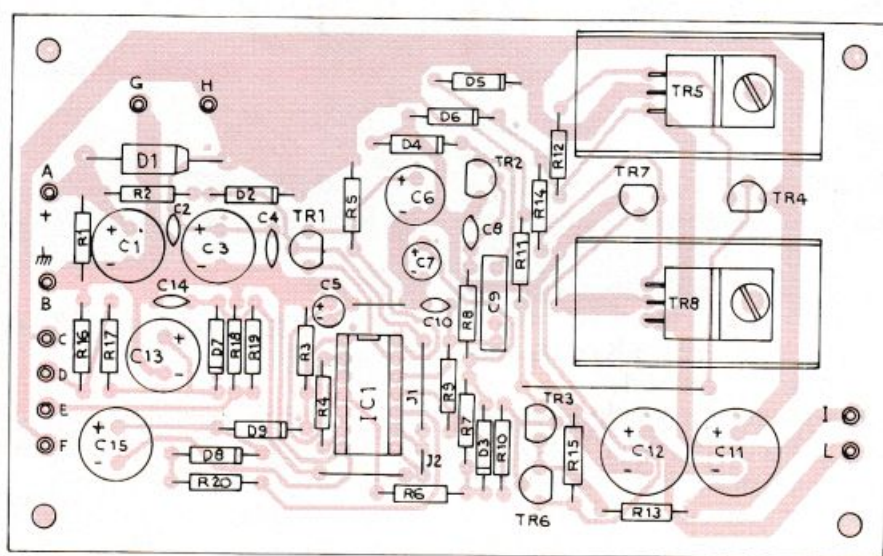 G
H
D5
TR5
D6
D4
R12
D1
TR2
TR7
A
R2
D2
C6
+
-
R5
R14
TR4
+
R1
+
C1
-
C2
+
C3
-
C4
TR1
C8
R11
C7
+
-
B
C14
C5
+
C10
R8
C9
TR8
C
R16
R17
C13
+
-
D7
R18
R19
R3
D
R4
IC1
J1
R9
E
R7
TR3
D9
D3
R10
R15
+
C12
-
+
C11
-
I
F
+
C15
-
D8
J2
L
R20
R6
TR6
R13